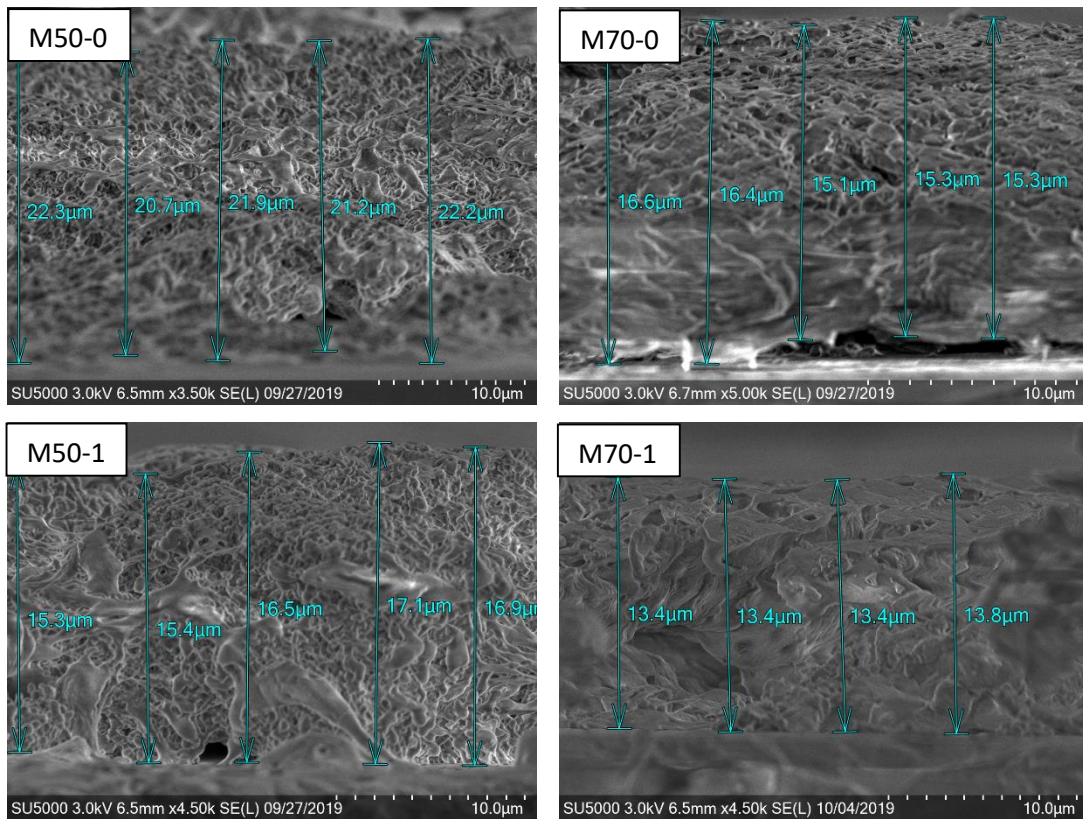 M50-0
22.3µm
20.7µm
21.9µm
21.2µm
22.2µm
SU5000 3.0kV 6.5mm x3.50k SE(L) 09/27/2019
10.0µm
M70-0
16.6µm
16.4µm
15.1µm
15.3µm
15.3µm
SU5000 3.0kV 6.7mm x5.00k SE(L) 09/27/2019
10.0µm
M50-1
15.3µm
15.4µm
16.5µm
17.1µm
16.9µm
SU5000 3.0kV 6.5mm x4.50k SE(L) 09/27/2019
10.0µm
M70-1
13.4µm
13.4µm
13.4µm
13.8µm
SU5000 3.0kV 6.5mm x4.50k SE(L) 10/04/2019
10.0µm